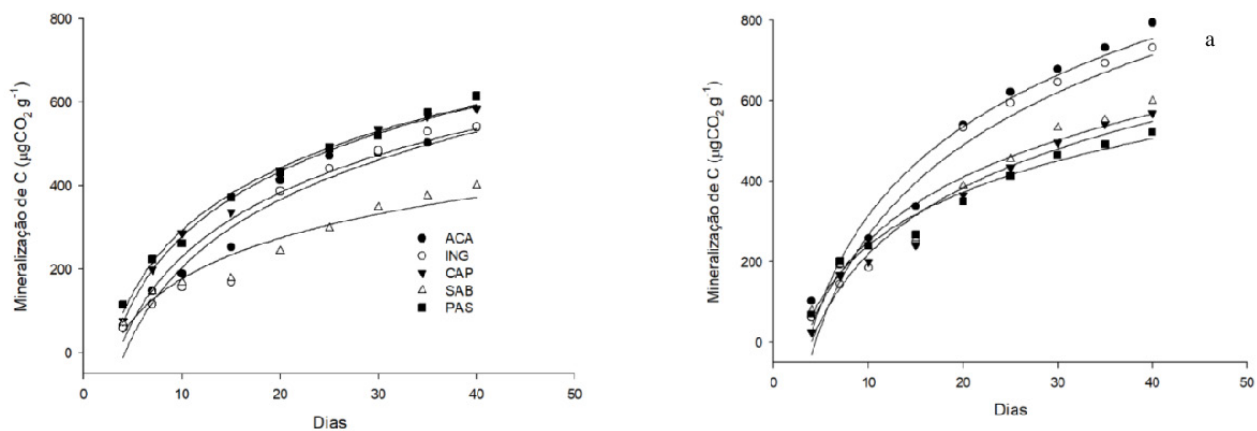 Mineralização de C (µgCO₂ g⁻¹)
800
600
400
200
0
ACA
ING
CAP
SAB
PAS
0 10 20 30 40 50
Dias
a
Mineralização de C (µgCO₂ g⁻¹)
800
600
400
200
0
0 10 20 30 40 50
Dias